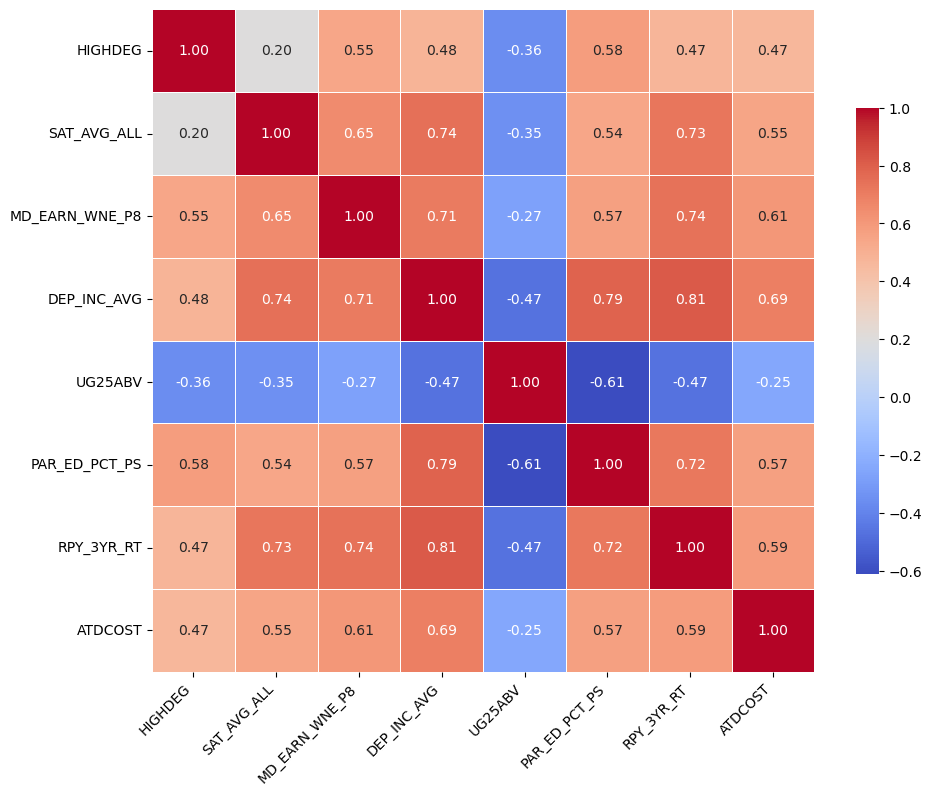 HIGHDEG 1.00 0.20 0.55 0.48 -0.36 0.58 0.47 0.47
SAT_AVG_ALL 0.20 1.00 0.65 0.74 -0.35 0.54 0.73 0.55
MD_EARN_WNE_P8 0.55 0.65 1.00 0.71 -0.27 0.57 0.74 0.61
DEP_INC_AVG 0.48 0.74 0.71 1.00 -0.47 0.79 0.81 0.69
UG25ABV -0.36 -0.35 -0.27 -0.47 1.00 -0.61 -0.47 -0.25
PAR_ED_PCT_PS 0.58 0.54 0.57 0.79 -0.61 1.00 0.72 0.57
RPY_3YR_RT 0.47 0.73 0.74 0.81 -0.47 0.72 1.00 0.59
ATDCOST 0.47 0.55 0.61 0.69 -0.25 0.57 0.59 1.00
HIGHDEG SAT_AVG_ALL MD_EARN_WNE_P8 DEP_INC_AVG UG25ABV PAR_ED_PCT_PS RPY_3YR_RT ATDCOST
1.0
0.8
0.6
0.4
0.2
0.0
−0.2
−0.4
−0.6